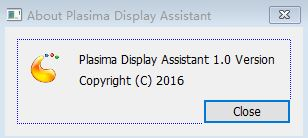 About Plasima Display Assistant
Plasima Display Assistant 1.0 Version
Copyright (C) 2016
Close